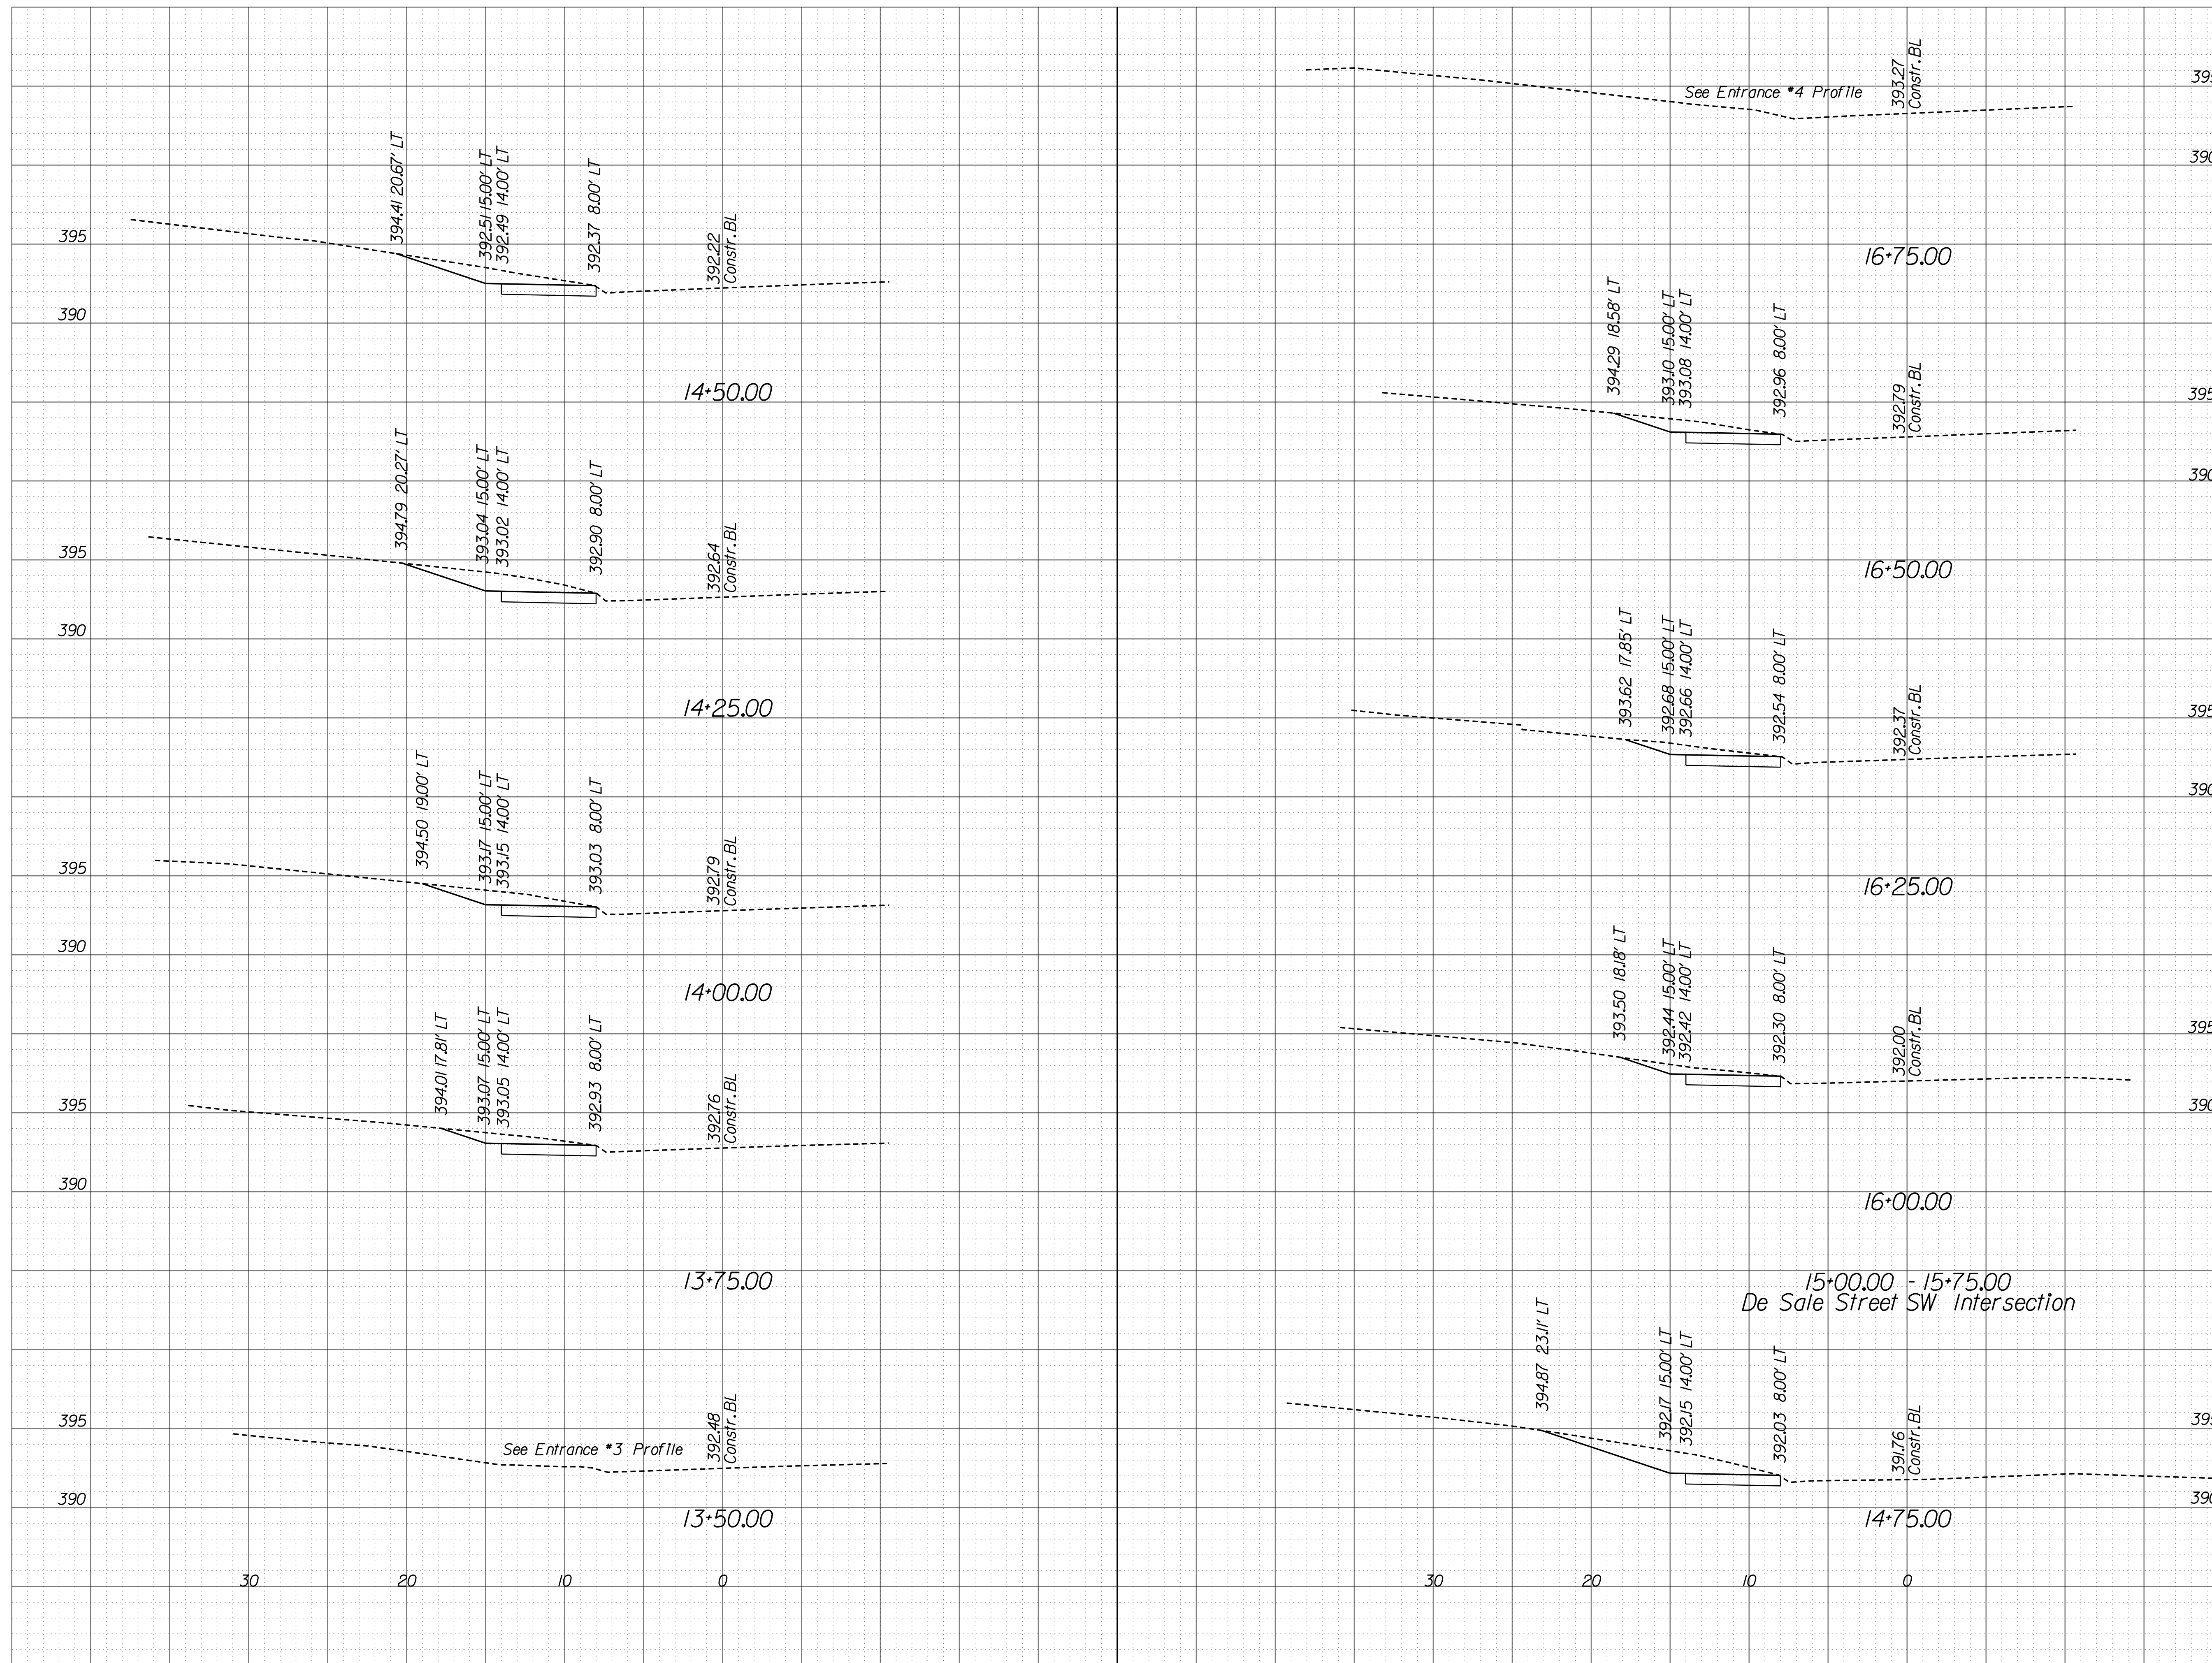 394.41 20.67' LT
392.51 15.00' LT
392.49 14.00' LT
392.37 8.00' LT
392.22
Constr. BL
395
390
14+50.00
394.79 20.27' LT
393.04 15.00' LT
393.02 14.00' LT
392.90 8.00' LT
392.64
Constr. BL
395
390
14+25.00
394.50 19.00' LT
393.17 15.00' LT
393.15 14.00' LT
393.03 8.00' LT
392.79
Constr. BL
395
390
14+00.00
394.01 17.81' LT
393.07 15.00' LT
393.05 14.00' LT
392.93 8.00' LT
392.76
Constr. BL
395
390
13+75.00
See Entrance #3 Profile
392.48
Constr. BL
395
390
13+50.00
30 20 10 0
See Entrance #4 Profile
393.27
Constr. BL
39
390
16+75.00
394.29 18.58' LT
393.10 15.00' LT
393.08 14.00' LT
392.96 8.00' LT
392.79
Constr. BL
395
390
16+50.00
393.62 17.85' LT
392.68 15.00' LT
392.66 14.00' LT
392.54 8.00' LT
392.37
Constr. BL
395
390
16+25.00
393.50 18.18' LT
392.44 15.00' LT
392.42 14.00' LT
392.30 8.00' LT
392.00
Constr. BL
395
390
16+00.00
15+00.00 - 15+75.00
De Sale Street SW Intersection
394.87 23.11' LT
392.17 15.00' LT
392.15 14.00' LT
392.03 8.00' LT
391.76
Constr. BL
39
390
14+75.00
30 20 10 0